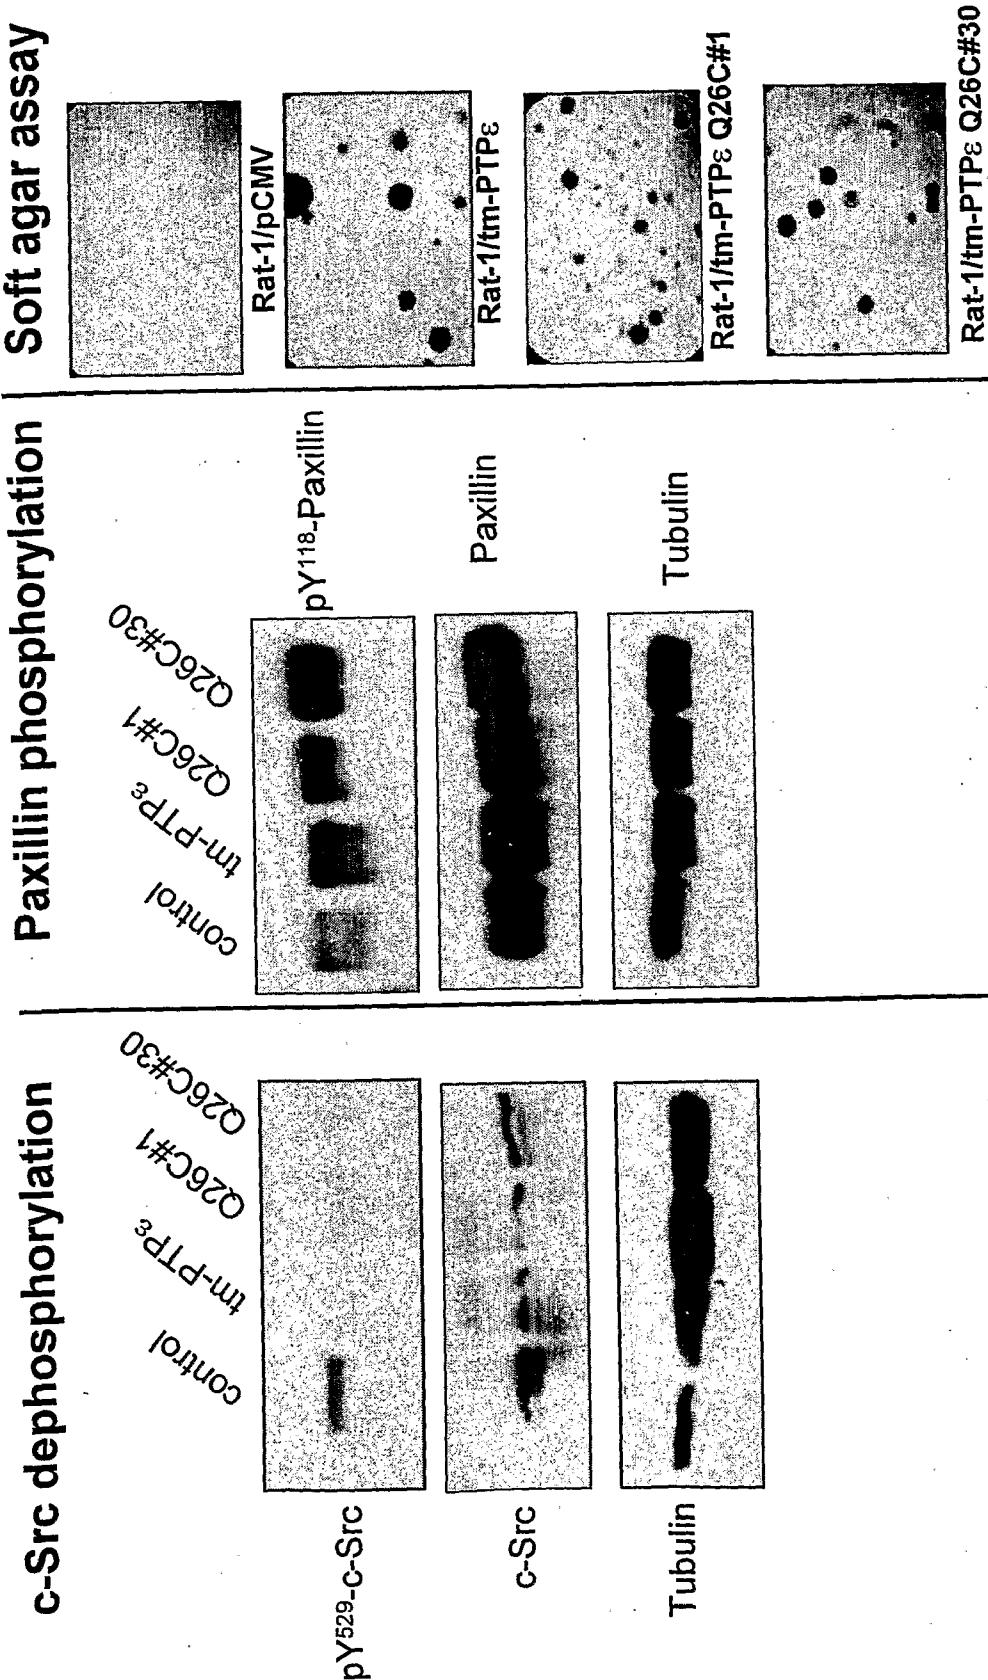 c-Src dephosphorylation
control
tm-PTPε
Q26C#1
Q26C#30
pY529-c-Src
c-Src
Tubulin
Paxillin phosphorylation
control
tm-PTPε
Q26C#1
Q26C#30
pY118-Paxillin
Paxillin
Tubulin
Soft agar assay
Rat-1/pCMV
Rat-1/tm-PTPε
Rat-1/tm-PTPε Q26C#1
Rat-1/tm-PTPε Q26C#30